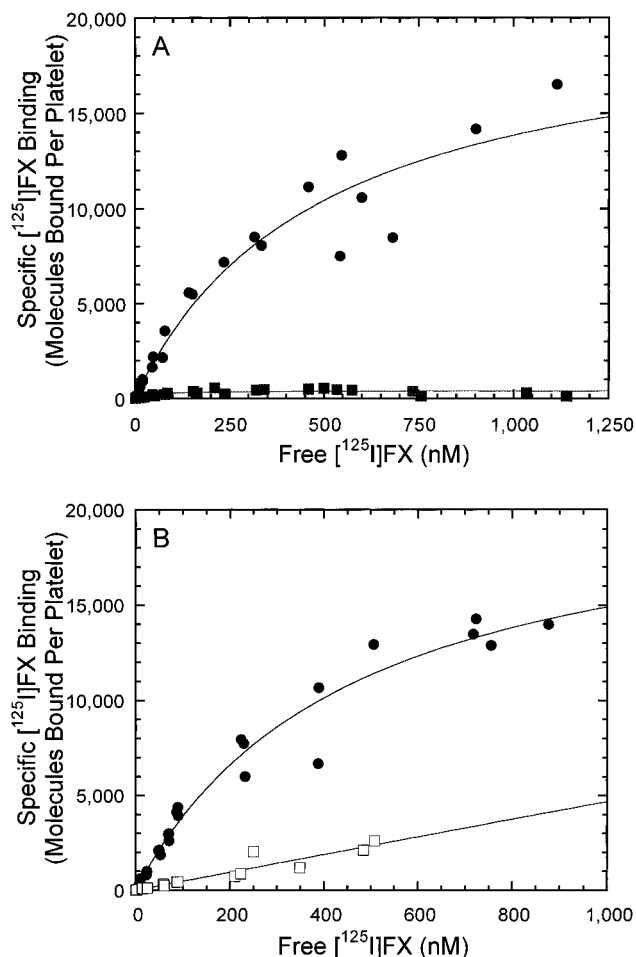 A
20,000
15,000
10,000
5,000
0
Specific [¹²⁵I]FX Binding
(Molecules Bound Per Platelet)
0 250 500 750 1,000 1,250
Free [¹²⁵I]FX (nM)
B
20,000
15,000
10,000
5,000
0
Specific [¹²⁵I]FX Binding
(Molecules Bound Per Platelet)
0 200 400 600 800 1,000
Free [¹²⁵I]FX (nM)